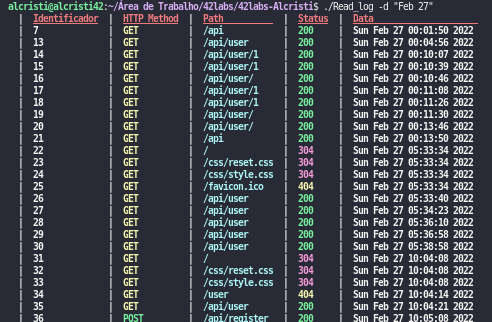 alcristi@alcristi42:~/Área de Trabalho/42labs/42labs-Alcristi$ ./Read_log -d "Feb 27"
| Identificador | HTTP Method | Path | Status | Data
| 7 | GET | /api | 200 | Sun Feb 27 00:01:50 2022
| 13 | GET | /api/user | 200 | Sun Feb 27 00:04:56 2022
| 14 | GET | /api/user/1 | 200 | Sun Feb 27 00:10:07 2022
| 15 | GET | /api/user/1 | 200 | Sun Feb 27 00:10:39 2022
| 16 | GET | /api/user/ | 200 | Sun Feb 27 00:10:46 2022
| 17 | GET | /api/user/1 | 200 | Sun Feb 27 00:11:08 2022
| 18 | GET | /api/user/1 | 200 | Sun Feb 27 00:11:26 2022
| 19 | GET | /api/user/ | 200 | Sun Feb 27 00:11:30 2022
| 20 | GET | /api/user/ | 200 | Sun Feb 27 00:13:46 2022
| 21 | GET | /api | 200 | Sun Feb 27 00:13:50 2022
| 22 | GET | / | 304 | Sun Feb 27 05:33:34 2022
| 23 | GET | /css/reset.css | 304 | Sun Feb 27 05:33:34 2022
| 24 | GET | /css/style.css | 304 | Sun Feb 27 05:33:34 2022
| 25 | GET | /favicon.ico | 404 | Sun Feb 27 05:33:34 2022
| 26 | GET | /api/user | 200 | Sun Feb 27 05:33:40 2022
| 27 | GET | /api/user | 200 | Sun Feb 27 05:34:23 2022
| 28 | GET | /api/user | 200 | Sun Feb 27 05:36:10 2022
| 29 | GET | /api/user | 200 | Sun Feb 27 05:36:58 2022
| 30 | GET | /api/user | 200 | Sun Feb 27 05:38:58 2022
| 31 | GET | / | 304 | Sun Feb 27 10:04:08 2022
| 32 | GET | /css/reset.css | 304 | Sun Feb 27 10:04:08 2022
| 33 | GET | /css/style.css | 304 | Sun Feb 27 10:04:08 2022
| 34 | GET | /user | 404 | Sun Feb 27 10:04:14 2022
| 35 | GET | /api/user | 200 | Sun Feb 27 10:04:21 2022
| 36 | POST | /api/register | 200 | Sun Feb 27 10:05:08 2022